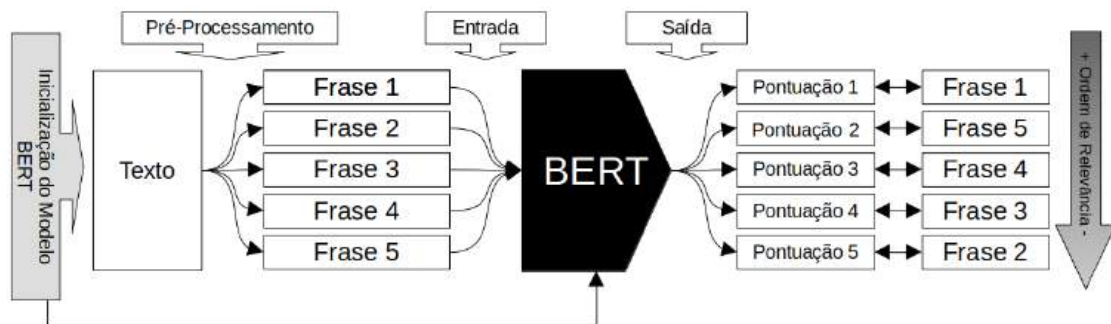 Pré-Processamento
Entrada
Saída
Inicialização do Modelo
BERT
Texto
Frase 1
Frase 2
Frase 3
Frase 4
Frase 5
BERT
Pontuação 1
Frase 1
Pontuação 2
Frase 5
Pontuação 3
Frase 4
Pontuação 4
Frase 3
Pontuação 5
Frase 2
+ Ordem de Relevância -